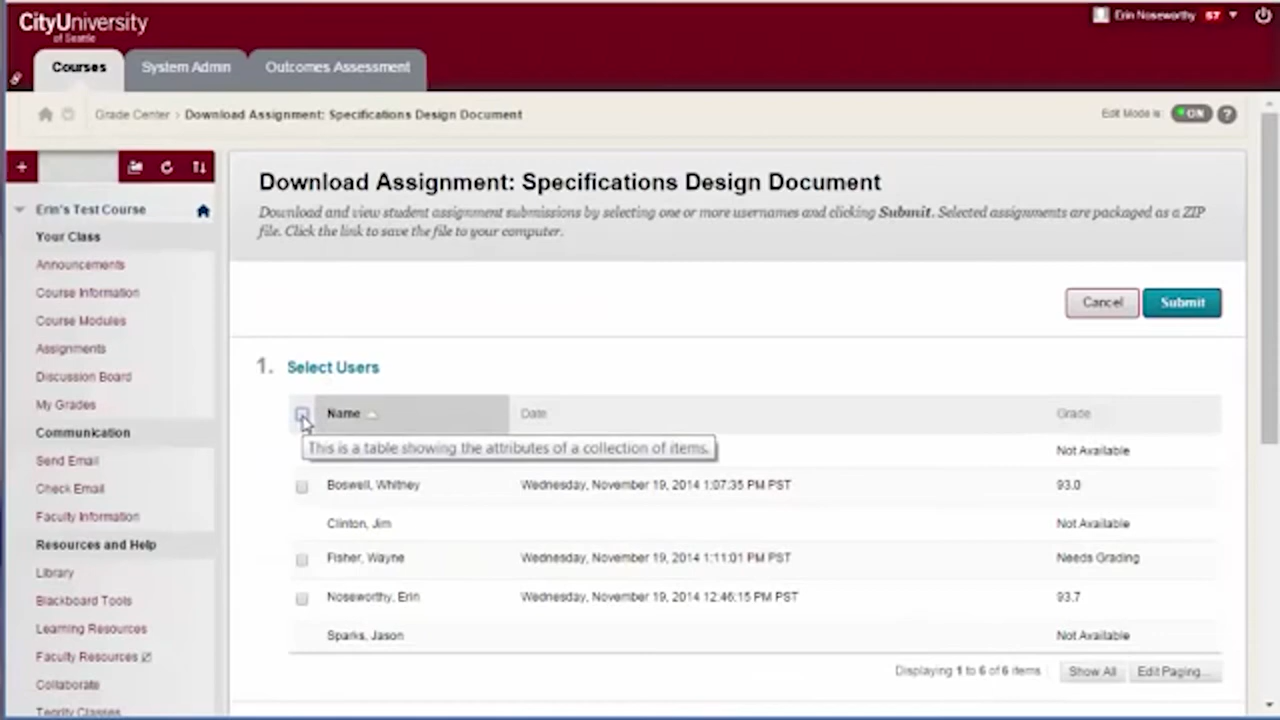 CityUniversity
of Seattle
Erin Noseworthy 67
Courses
System Admin
Outcomes Assessment
Grade Center > Download Assignment: Specifications Design Document
Edit Mode is: ON ?
Erin's Test Course
Your Class
Announcements
Course Information
Course Modules
Assignments
Discussion Board
My Grades
Communication
Send Email
Check Email
Faculty Information
Resources and Help
Library
Blackboard Tools
Learning Resources
Faculty Resources
Collaborate
Tegrity Classes
Download Assignment: Specifications Design Document
Download and view student assignment submissions by selecting one or more usernames and clicking Submit. Selected assignments are packaged as a ZIP
file. Click the link to save the file to your computer.
Cancel
Submit
1. Select Users
Name Date Grade
This is a table showing the attributes of a collection of items.
Not Available
Boswell, Whitney Wednesday, November 19, 2014 1:07:35 PM PST 93.0
Clinton, Jim Not Available
Fisher, Wayne Wednesday, November 19, 2014 1:11:01 PM PST Needs Grading
Noseworthy, Erin Wednesday, November 19, 2014 12:46:15 PM PST 93.7
Sparks, Jason Not Available
Displaying 1 to 6 of 6 items Show All Edit Paging...